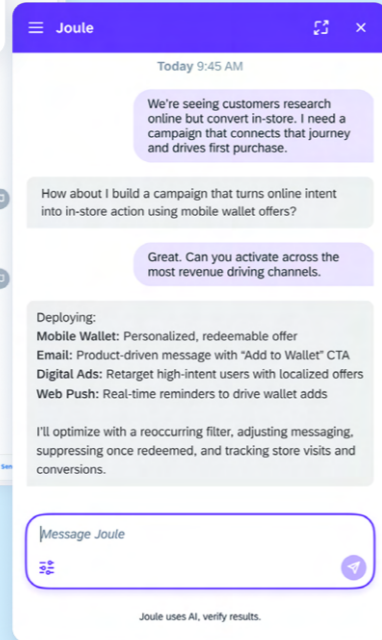 Joule
Today 9:45 AM
We're seeing customers research
online but convert in-store. I need a
campaign that connects that journey
and drives first purchase.
How about I build a campaign that turns online intent
into in-store action using mobile wallet offers?
Great. Can you activate across the
most revenue driving channels.
Deploying:
Mobile Wallet: Personalized, redeemable offer
Email: Product-driven message with “Add to Wallet” CTA
Digital Ads: Retarget high-intent users with localized offers
Web Push: Real-time reminders to drive wallet adds
I'll optimize with a reoccurring filter, adjusting messaging,
suppressing once redeemed, and tracking store visits and
conversions.
Sen
Message Joule
Joule uses AI, verify results.